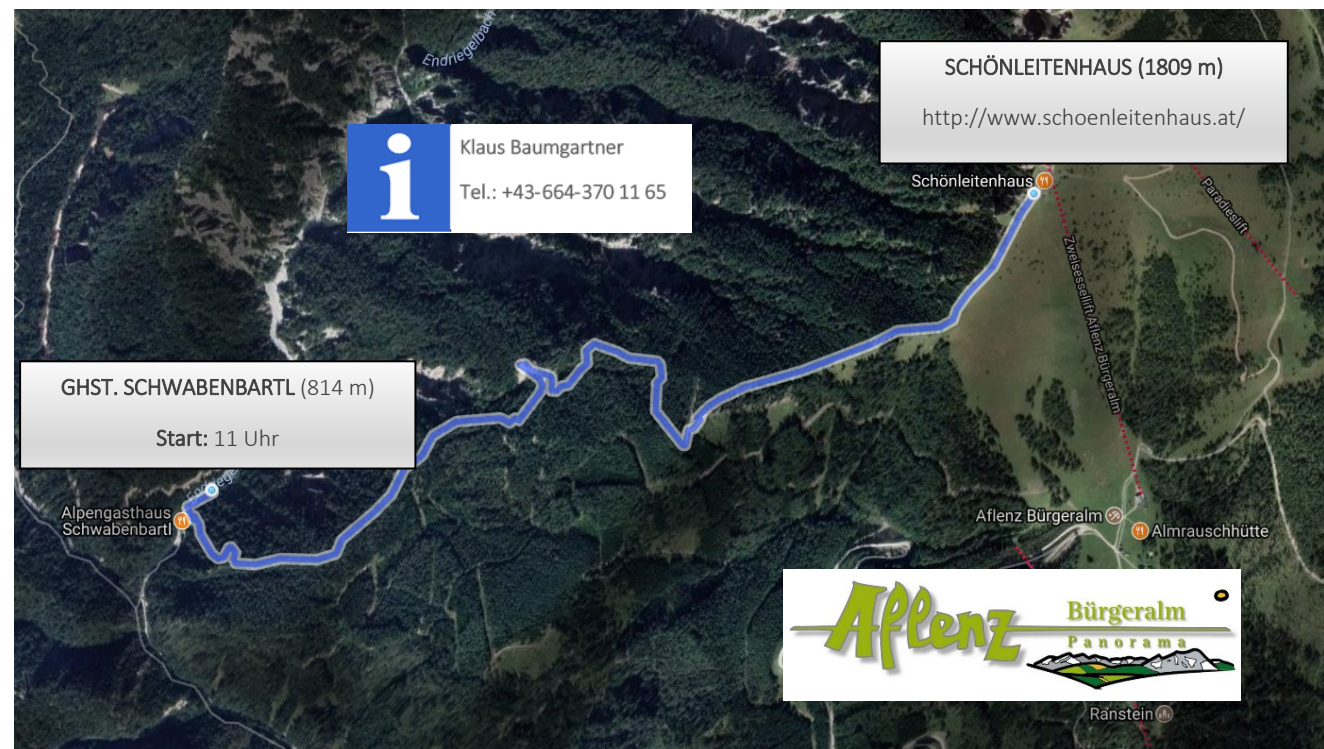 Endriegelbach
SCHÖNLEITENHAUS (1809 m)
http://www.schoenleitenhaus.at/
Klaus Baumgartner
Tel.: +43-664-370 11 65
Schönleitenhaus
Paradieslift
Zweisessellift Aflenz Bürgeralm
GHST. SCHWABENBARTL (814 m)
Start: 11 Uhr
Alpengasthaus
Schwabenbartl
Aflenz Bürgeralm
Almrauschhütte
Aflenz Bürgeralm
Panorama
Ranstein